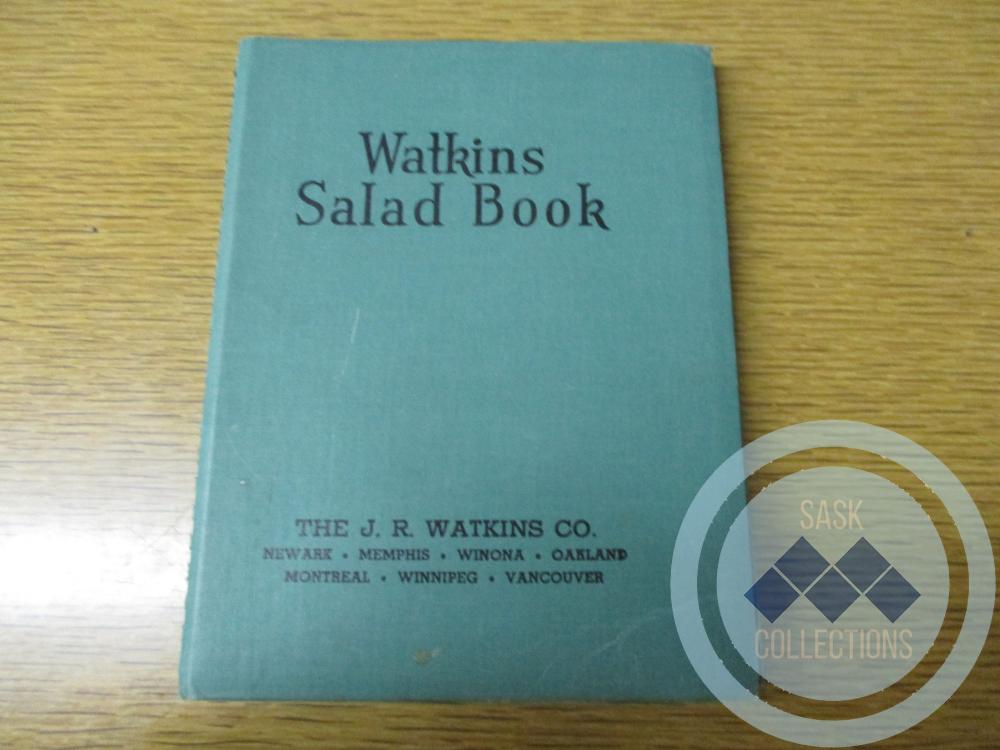 Watkins
Salad Book
THE J. R. WATKINS CO.
NEWARK • MEMPHIS • WINONA • OAKLAND
MONTREAL • WINNIPEG • VANCOUVER
SASK
COLLECTIONS